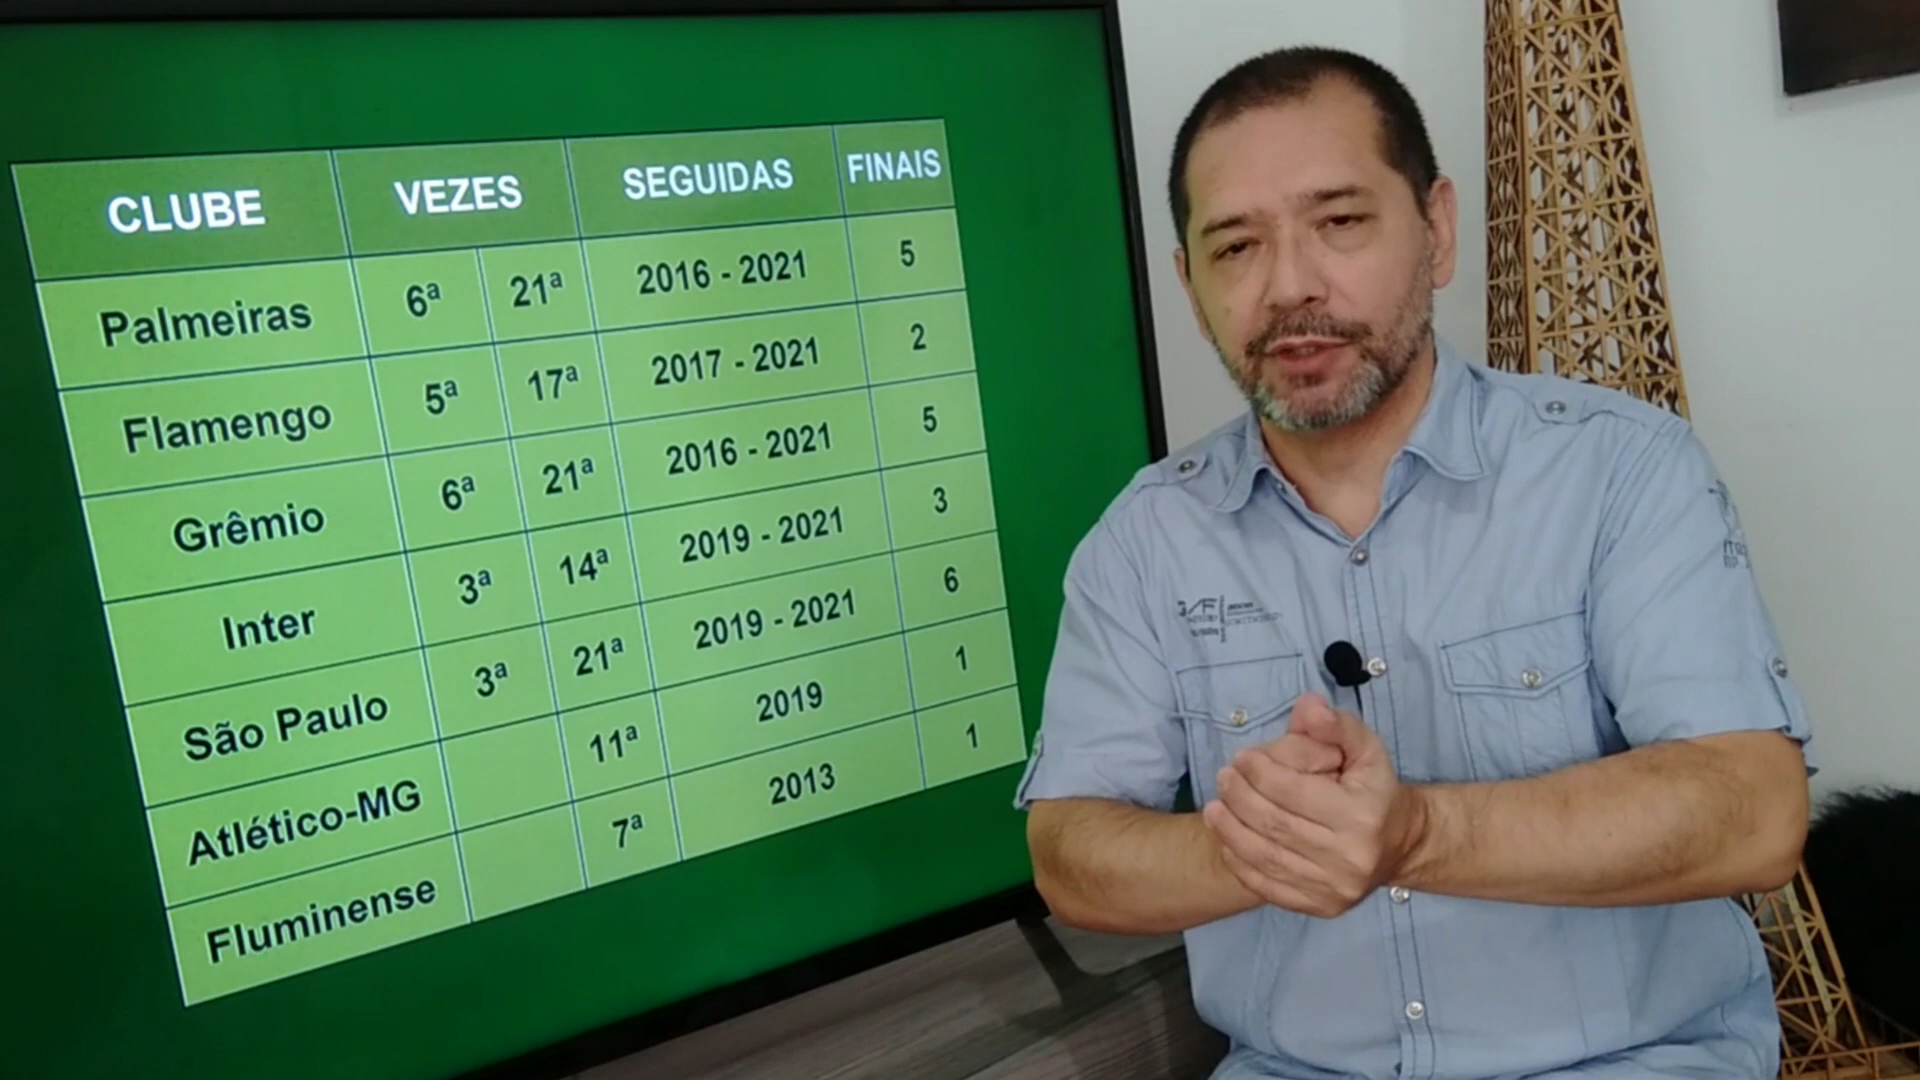 CLUBE VEZES SEGUIDAS FINAIS
Palmeiras 6ª 21ª 2016 - 2021 5
Flamengo 5ª 17ª 2017 - 2021 2
Grêmio 6ª 21ª 2016 - 2021 5
Inter 3ª 14ª 2019 - 2021 3
São Paulo 3ª 21ª 2019 - 2021 6
Atlético-MG 11ª 2019 1
Fluminense 7ª 2013 1